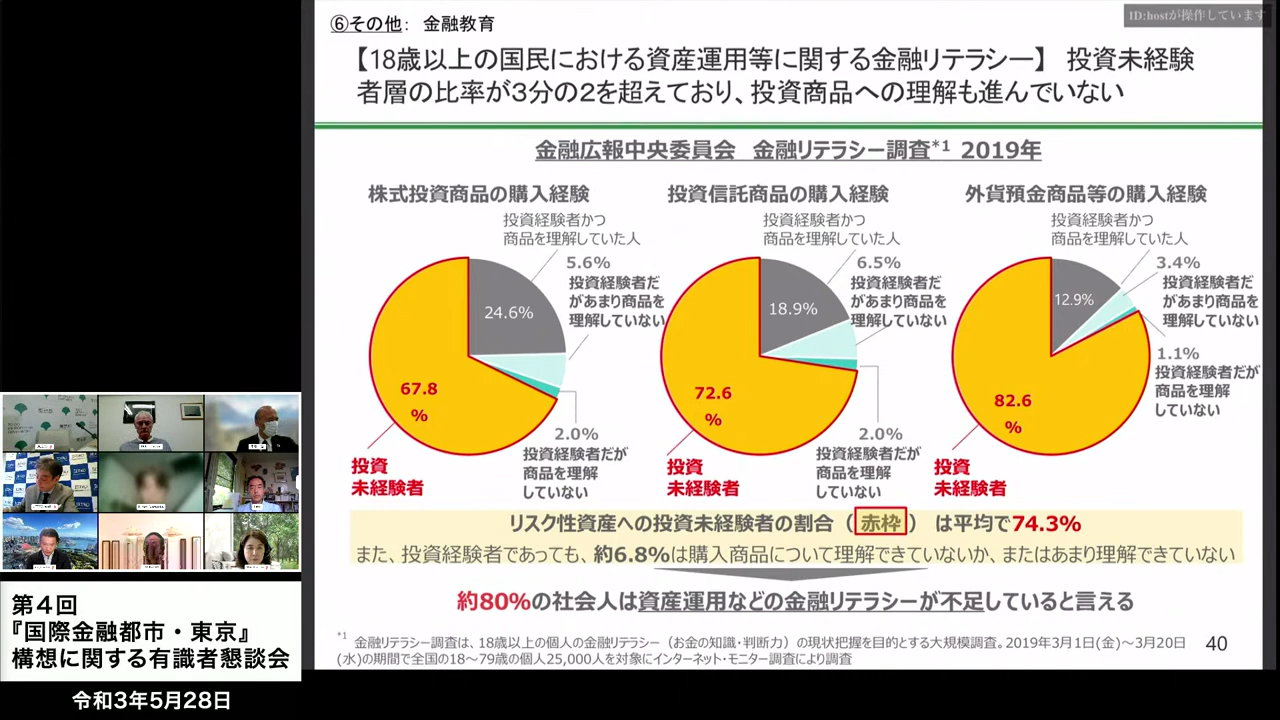 ID:hostが操作しています
⑥その他： 金融教育
【18歳以上の国民における資産運用等に関する金融リテラシー】 投資未経験
者層の比率が３分の２を超えており、投資商品への理解も進んでいない
金融広報中央委員会 金融リテラシー調査*1 2019年
株式投資商品の購入経験
投資経験者かつ
商品を理解していた人
24.6%
5.6%
投資経験者だ
があまり商品を
理解していない
67.8
%
2.0%
投資経験者だが
商品を理解
していない
投資
未経験者
投資信託商品の購入経験
投資経験者かつ
商品を理解していた人
18.9%
6.5%
投資経験者だ
があまり商品を
理解していない
72.6
%
2.0%
投資経験者だが
商品を理解
していない
投資
未経験者
外貨預金商品等の購入経験
投資経験者かつ
商品を理解していた人
12.9%
3.4%
投資経験者だ
があまり商品を
理解していない
1.1%
投資経験者だが
商品を理解
していない
82.6
%
投資
未経験者
リスク性資産への投資未経験者の割合（ 赤枠 ） は平均で74.3%
また、投資経験者であっても、約6.8%は購入商品について理解できていないか、またはあまり理解できていない
約80%の社会人は資産運用などの金融リテラシーが不足していると言える
*1 金融リテラシー調査は、18歳以上の個人の金融リテラシー（お金の知識・判断力）の現状把握を目的とする大規模調査。2019年3月1日(金)～3月20日
(水)の期間で全国の18～79歳の個人25,000人を対象にインターネット・モニター調査により調査
40
第４回
『国際金融都市・東京』
構想に関する有識者懇談会
令和3年5月28日